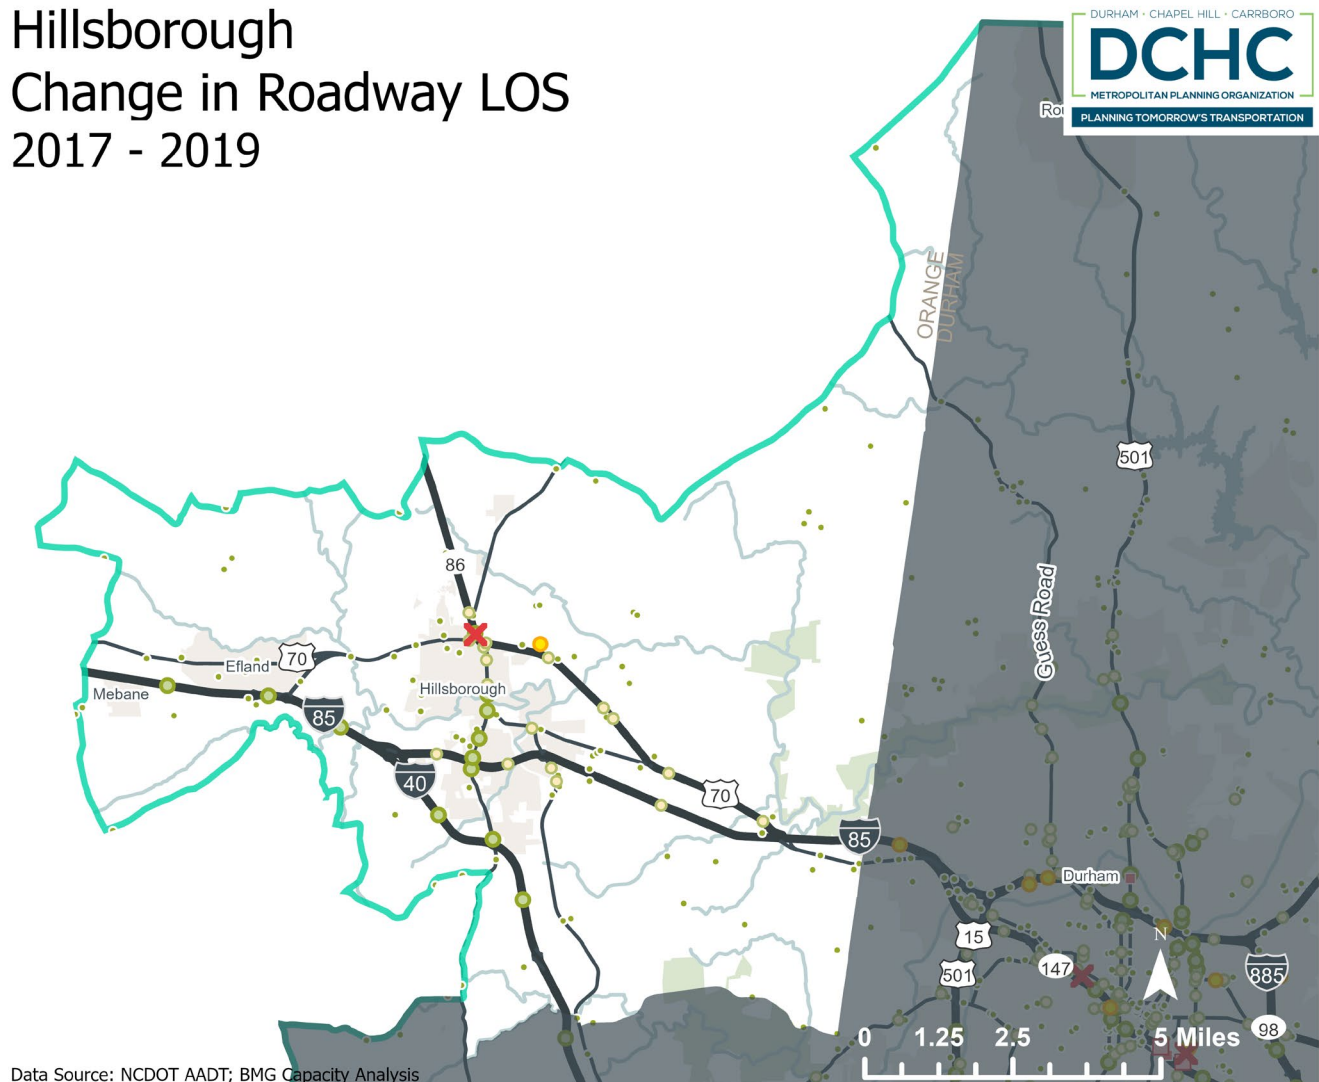 Hillsborough
Change in Roadway LOS
2017 - 2019
DURHAM · CHAPEL HILL · CARRBORO
DCHC
METROPOLITAN PLANNING ORGANIZATION
PLANNING TOMORROW'S TRANSPORTATION
ORANGE
DURHAM
501
86
Guess Road
70
Efland
Mebane
Hillsborough
85
40
70
85
Durham
15
501
147
N
885
98
0 1.25 2.5 5 Miles
Data Source: NCDOT AADT; BMG Capacity Analysis